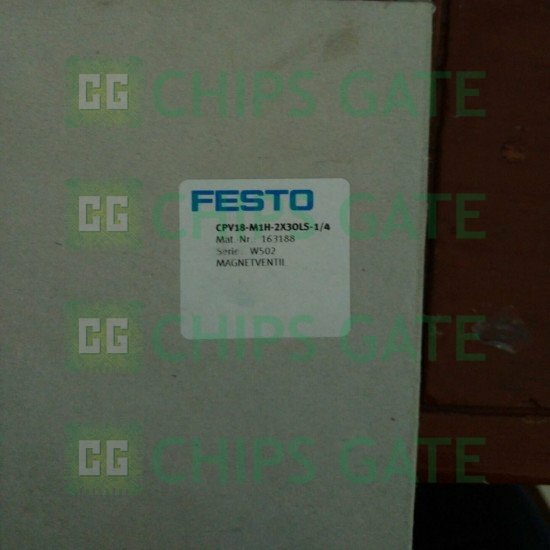 CG CHIPS GATE
CG CHIPS GATE
FESTO
CPV18-M1H-2X3OLS-1/4
Mat.-Nr.: 163188
Serie: W502
MAGNETVENTIL
CG CHIPS GATE
CG CHIPS GATE